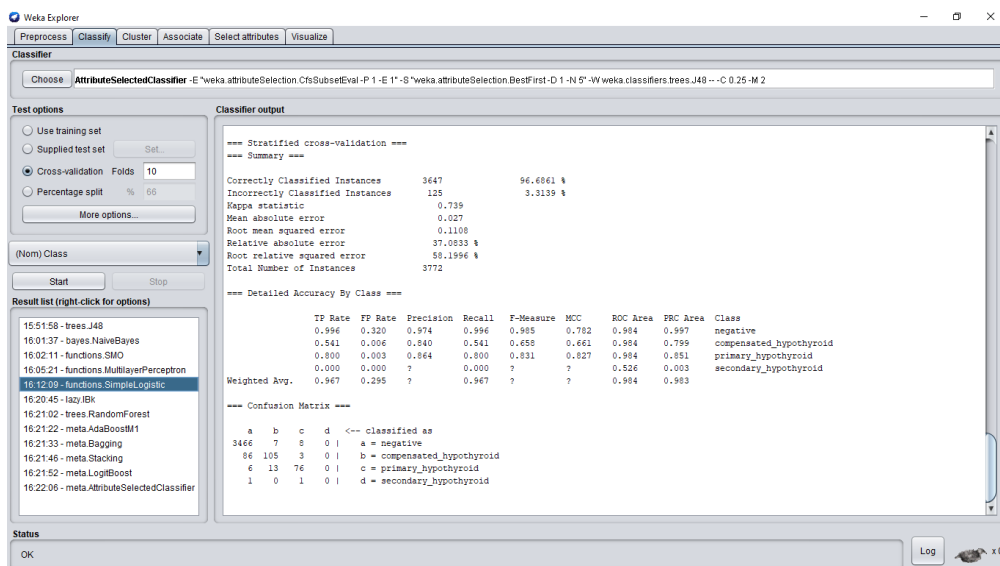 Weka Explorer
Preprocess Classify Cluster Associate Select attributes Visualize
Classifier
Choose AttributeSelectedClassifier -E "weka.attributeSelection.CfsSubsetEval -P 1 -E 1" -S "weka.attributeSelection.BestFirst -D 1 -N 5" -W weka.classifiers.trees.J48 -- -C 0.25 -M 2
Test options
Use training set
Supplied test set Set...
Cross-validation Folds 10
Percentage split % 66
More options...
(Nom) Class
Start Stop
Result list (right-click for options)
15:51:58 - trees.J48
16:01:37 - bayes.NaiveBayes
16:02:11 - functions.SMO
16:05:21 - functions.MultilayerPerceptron
16:12:09 - functions.SimpleLogistic
16:20:45 - lazy.IBk
16:21:02 - trees.RandomForest
16:21:22 - meta.AdaBoostM1
16:21:33 - meta.Bagging
16:21:46 - meta.Stacking
16:21:52 - meta.LogitBoost
16:22:06 - meta.AttributeSelectedClassifier
Classifier output
=== Stratified cross-validation ===
=== Summary ===
Correctly Classified Instances 3647 96.6861 %
Incorrectly Classified Instances 125 3.3139 %
Kappa statistic 0.739
Mean absolute error 0.027
Root mean squared error 0.1108
Relative absolute error 37.0833 %
Root relative squared error 58.1996 %
Total Number of Instances 3772
=== Detailed Accuracy By Class ===
TP Rate FP Rate Precision Recall F-Measure MCC ROC Area PRC Area Class
0.996 0.320 0.974 0.996 0.985 0.782 0.984 0.997 negative
0.541 0.006 0.840 0.541 0.658 0.661 0.984 0.799 compensated_hypothyroid
0.800 0.003 0.864 0.800 0.831 0.827 0.984 0.851 primary_hypothyroid
0.000 0.000 ? 0.000 ? ? 0.526 0.003 secondary_hypothyroid
Weighted Avg. 0.967 0.295 ? 0.967 ? ? 0.984 0.983
=== Confusion Matrix ===
a b c d <-- classified as
3466 7 8 0 | a = negative
86 105 3 0 | b = compensated_hypothyroid
6 13 76 0 | c = primary_hypothyroid
1 0 1 0 | d = secondary_hypothyroid
Status
OK
Log x 0